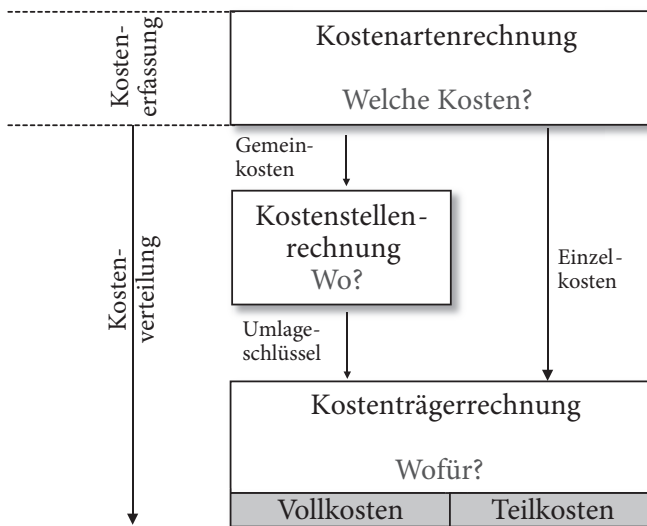 Kosten-
erfassung
Kostenartenrechnung
Welche Kosten?
Gemein-
kosten
Kosten-
verteilung
Kostenstellen-
rechnung
Wo?
Einzel-
kosten
Umlage-
schlüssel
Kostenträgerrechnung
Wofür?
Vollkosten
Teilkosten